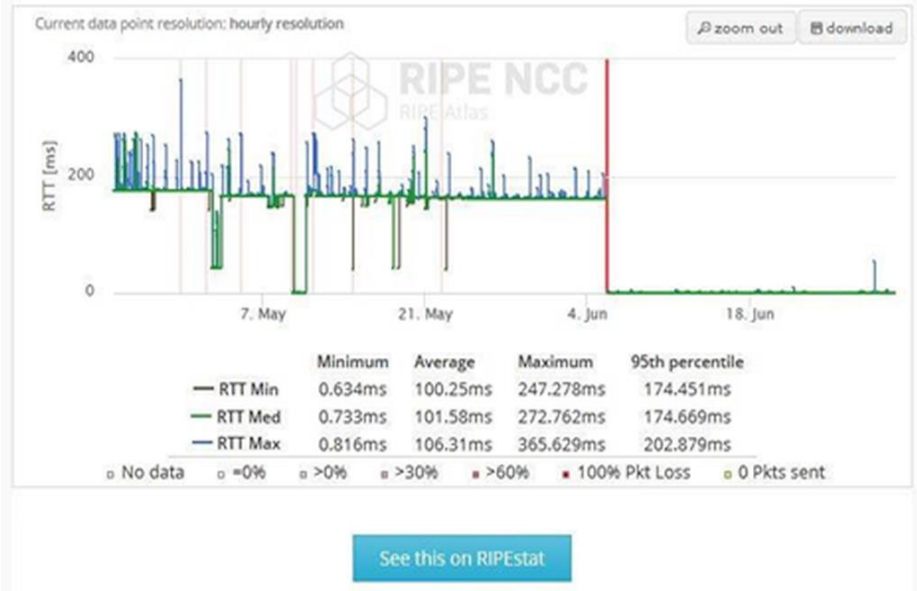 Current data point resolution: hourly resolution
zoom out
download
RIPE NCC
RIPE Atlas
400
200
0
RTT [ms]
7. May
21. May
4. Jun
18. Jun
Minimum Average Maximum 95th percentile
RTT Min 0.634ms 100.25ms 247.278ms 174.451ms
RTT Med 0.733ms 101.58ms 272.762ms 174.669ms
RTT Max 0.816ms 106.31ms 365.629ms 202.879ms
No data =0% >0% >30% >60% 100% Pkt Loss 0 Pkts sent
See this on RIPEstat